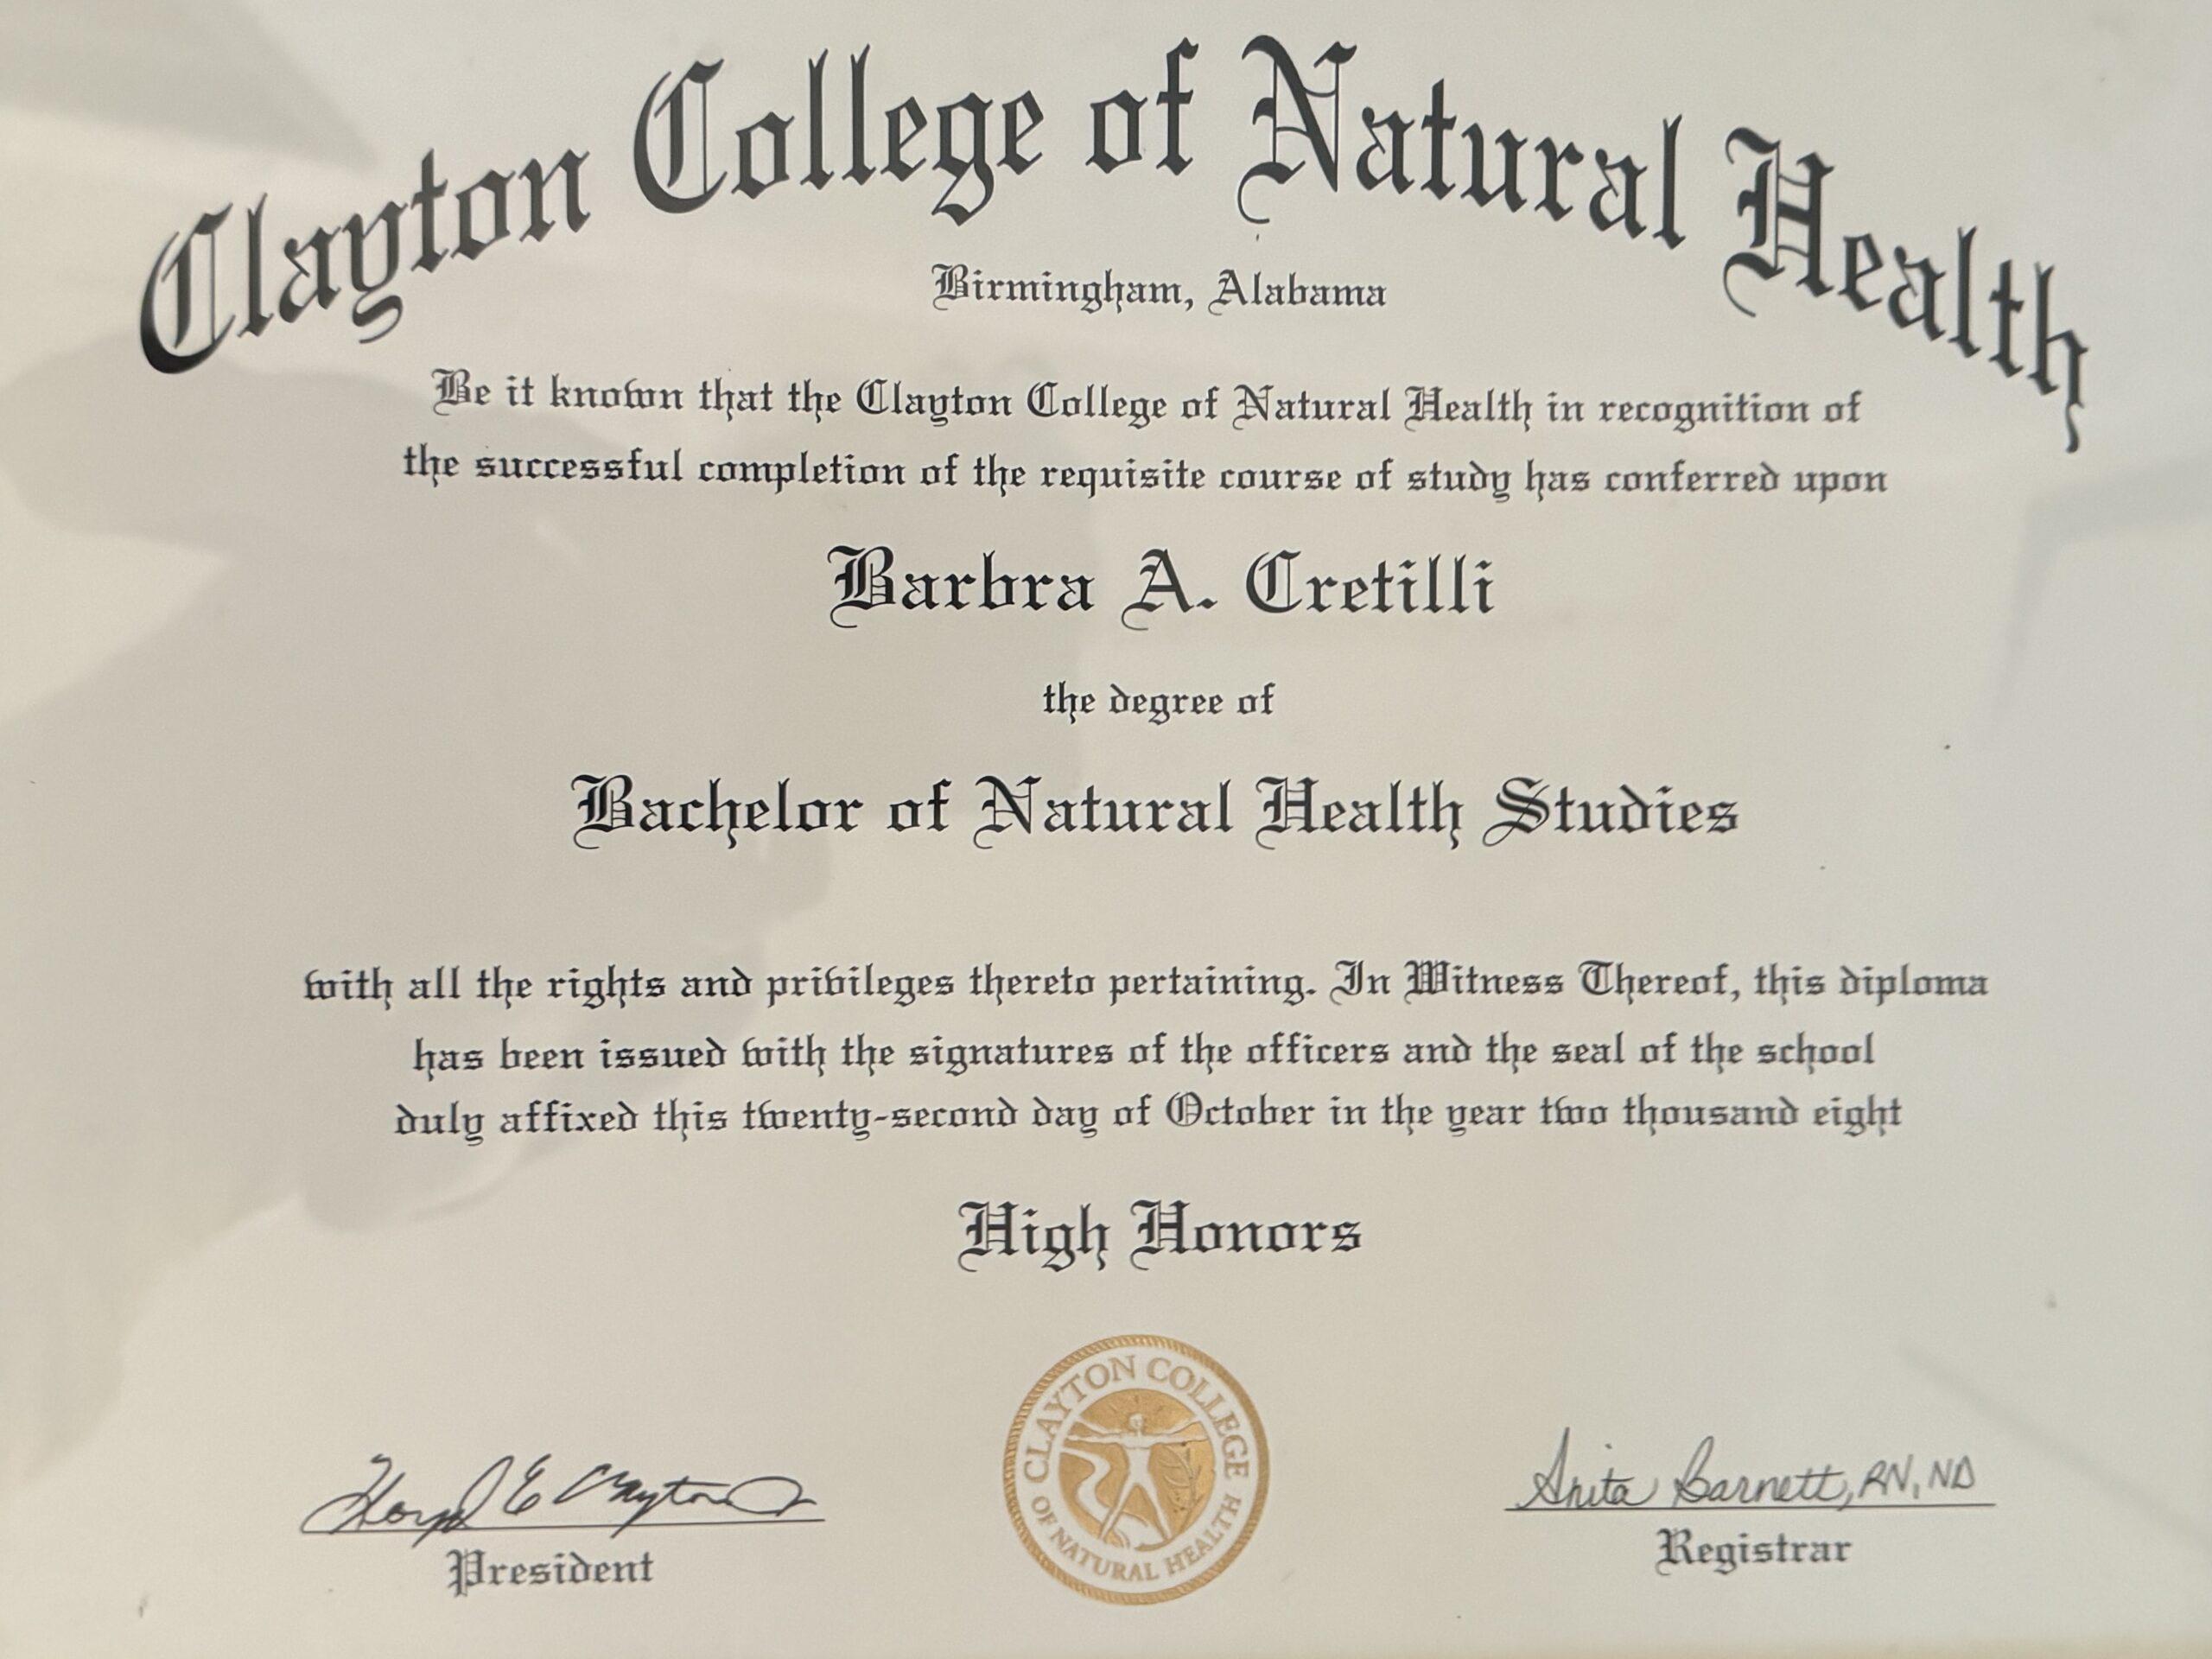 Clayton College of Natural Health
Birmingham, Alabama
Be it known that the Clayton College of Natural Health in recognition of
the successful completion of the requisite course of study has conferred upon
Barbra A. Cretilli
the degree of
Bachelor of Natural Health Studies
with all the rights and privileges thereto pertaining. In Witness Thereof, this diploma
has been issued with the signatures of the officers and the seal of the school
duly affixed this twenty-second day of October in the year two thousand eight
High Honors
CLAYTON COLLEGE
OF NATURAL HEALTH
E Clayton
President
Anita Barnett, RN, ND
Registrar